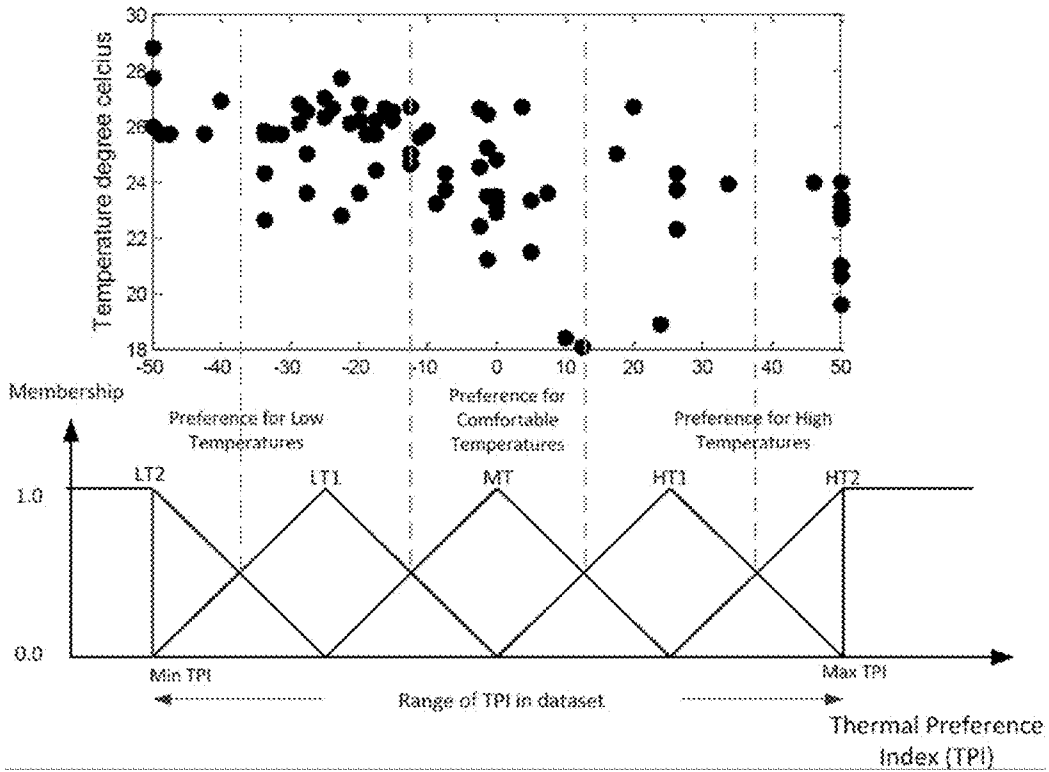 30
28
26
24
22
20
18
Temperature degree celcius
-50 -40 -30 -20 -10 0 10 20 30 40 50
Membership
Preference for Low
Temperatures
Preference for
Comfortable
Temperatures
Preference for High
Temperatures
LT2 LT1 MT HT1 HT2
1.0
0.0
Min TPI
Max TPI
Range of TPI in dataset
Thermal Preference
Index (TPI)